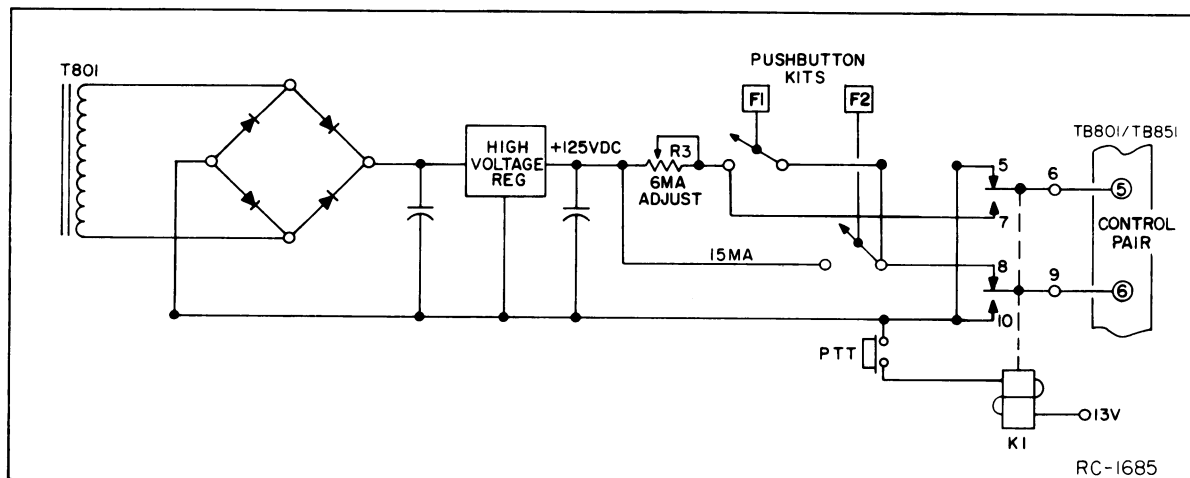 T801
HIGH
VOLTAGE
REG
+125VDC
R3
6MA
ADJUST
15MA
PUSHBUTTON
KITS
F1
F2
PTT
5
7
8
10
6
9
TB801/TB851
5
CONTROL
PAIR
6
K1
13V
RC-1685